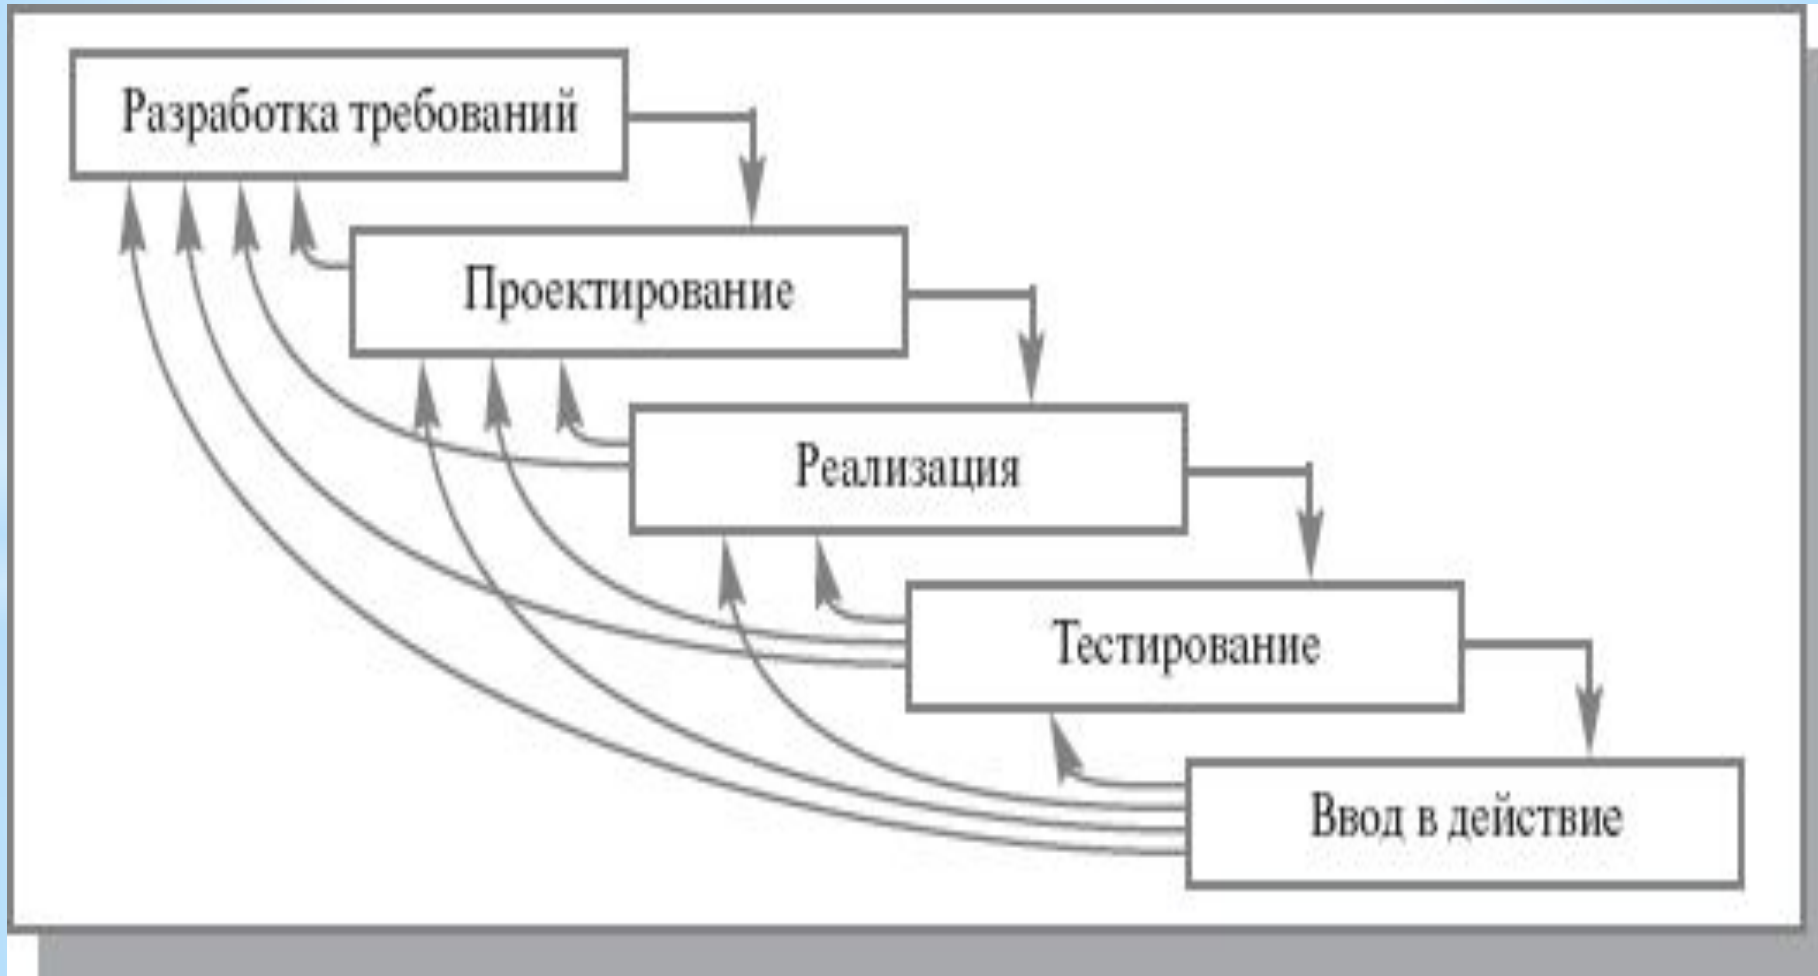 Разработка требований
Проектирование
Реализация
Тестирование
Ввод в действие